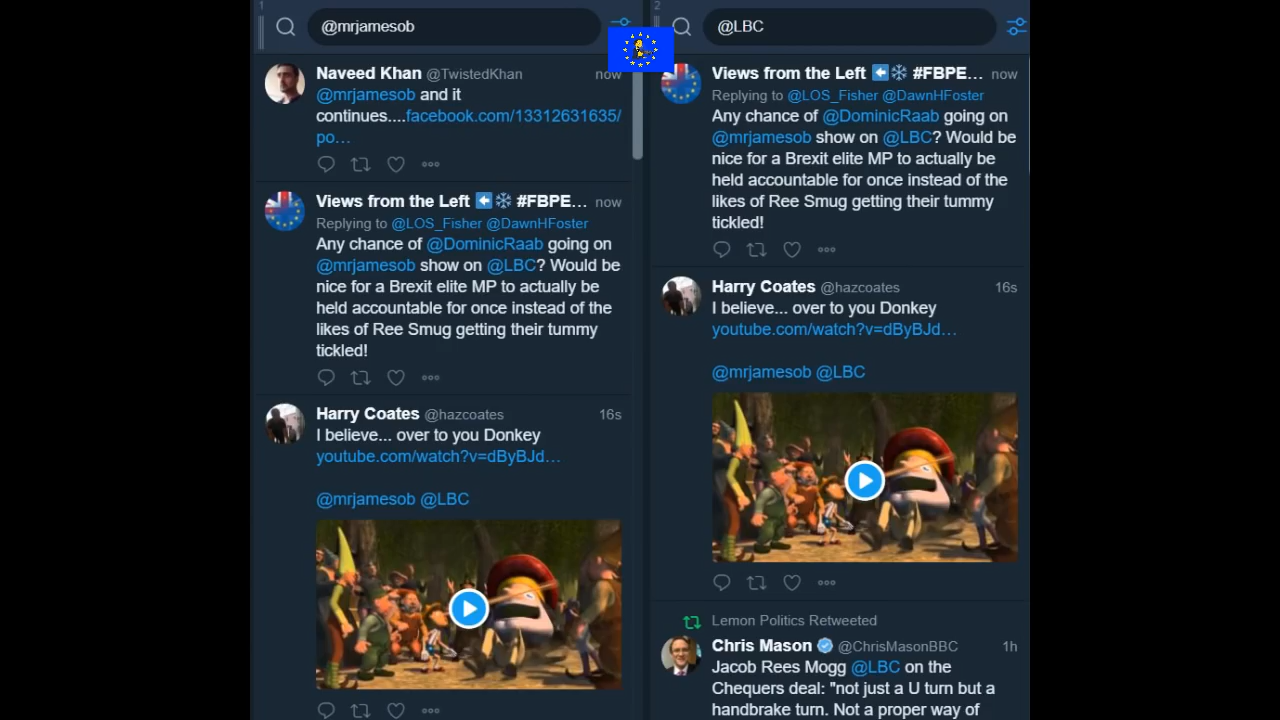 1
@mrjamesob
Naveed Khan @TwistedKhan now
@mrjamesob and it
continues....facebook.com/13312631635/
po…
Views from the Left ⬅️❄️ #FBPE... now
Replying to @LOS_Fisher @DawnHFoster
Any chance of @DominicRaab going on
@mrjamesob show on @LBC? Would be
nice for a Brexit elite MP to actually be
held accountable for once instead of the
likes of Ree Smug getting their tummy
tickled!
Harry Coates @hazcoates 16s
I believe... over to you Donkey
youtube.com/watch?v=dByBJd…
@mrjamesob @LBC
2
@LBC
Views from the Left ⬅️❄️ #FBPE... now
Replying to @LOS_Fisher @DawnHFoster
Any chance of @DominicRaab going on
@mrjamesob show on @LBC? Would be
nice for a Brexit elite MP to actually be
held accountable for once instead of the
likes of Ree Smug getting their tummy
tickled!
Harry Coates @hazcoates 16s
I believe... over to you Donkey
youtube.com/watch?v=dByBJd…
@mrjamesob @LBC
Lemon Politics Retweeted
Chris Mason @ChrisMasonBBC 1h
Jacob Rees Mogg @LBC on the
Chequers deal: "not just a U turn but a
handbrake turn. Not a proper way of